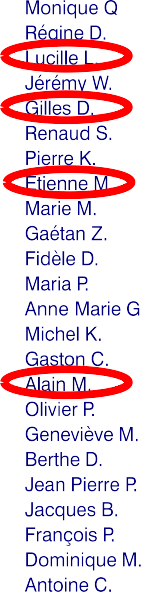 Monique Q
Régine D.
Lucille L.
Jérémy W.
Gilles D.
Renaud S.
Pierre K.
Etienne M
Marie M.
Gaétan Z.
Fidèle D.
Maria P.
Anne Marie G
Michel K.
Gaston C.
Alain M.
Olivier P.
Geneviève M.
Berthe D.
Jean Pierre P.
Jacques B.
François P.
Dominique M.
Antoine C.